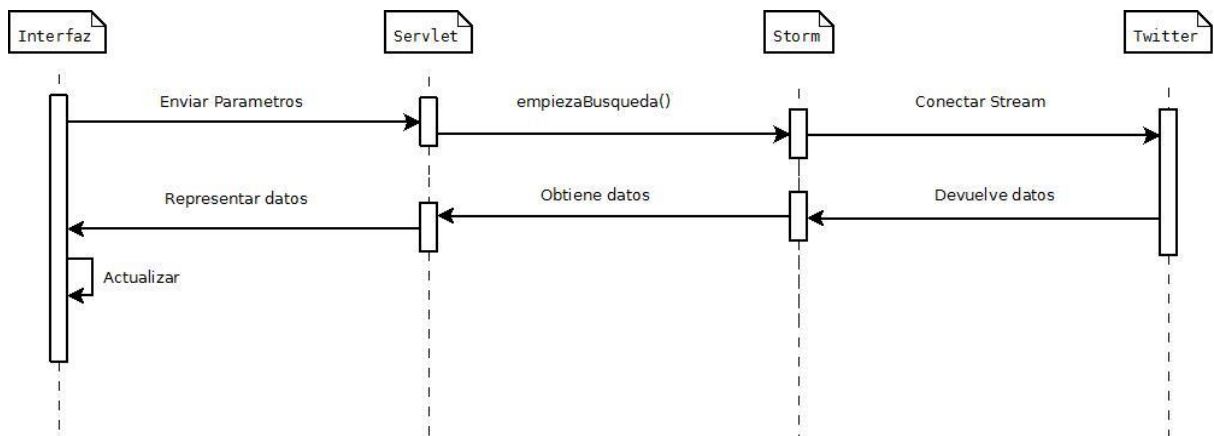 Interfaz
Servlet
Storm
Twitter
Enviar Parametros
empiezaBusqueda()
Conectar Stream
Representar datos
Obtiene datos
Devuelve datos
Actualizar